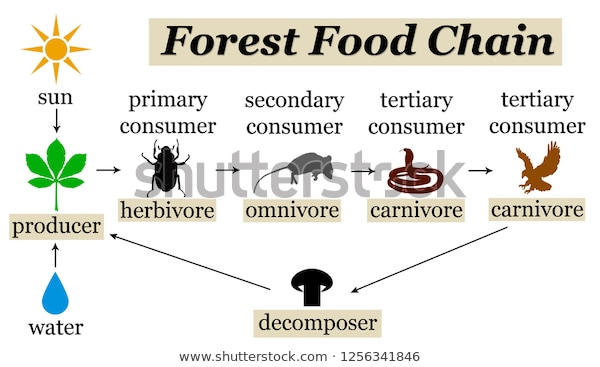 Forest Food Chain
sun
primary
consumer
secondary
consumer
tertiary
consumer
tertiary
consumer
shutterstock
herbivore
omnivore
carnivore
carnivore
producer
water
decomposer
www.shutterstock.com · 1256341846